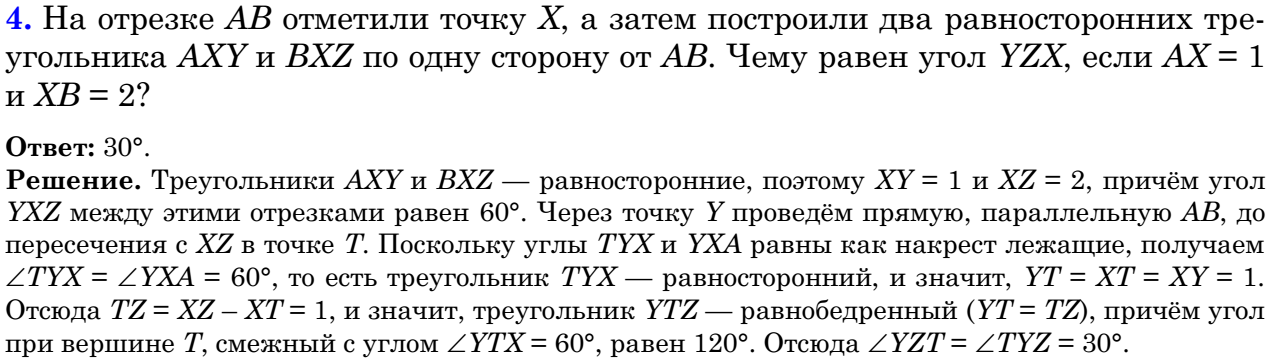 4. На отрезке AB отметили точку X, а затем построили два равносторонних тре-
угольника AXY и BXZ по одну сторону от AB. Чему равен угол YZX, если AX = 1
и XB = 2?
Ответ: 30°.
Решение. Треугольники AXY и BXZ — равносторонние, поэтому XY = 1 и XZ = 2, причём угол
YXZ между этими отрезками равен 60°. Через точку Y проведём прямую, параллельную AB, до
пересечения с XZ в точке T. Поскольку углы TYX и YXA равны как накрест лежащие, получаем
∠TYX = ∠YXA = 60°, то есть треугольник TYX — равносторонний, и значит, YT = XT = XY = 1.
Отсюда TZ = XZ – XT = 1, и значит, треугольник YTZ — равнобедренный (YT = TZ), причём угол
при вершине T, смежный с углом ∠YTX = 60°, равен 120°. Отсюда ∠YZT = ∠TYZ = 30°.